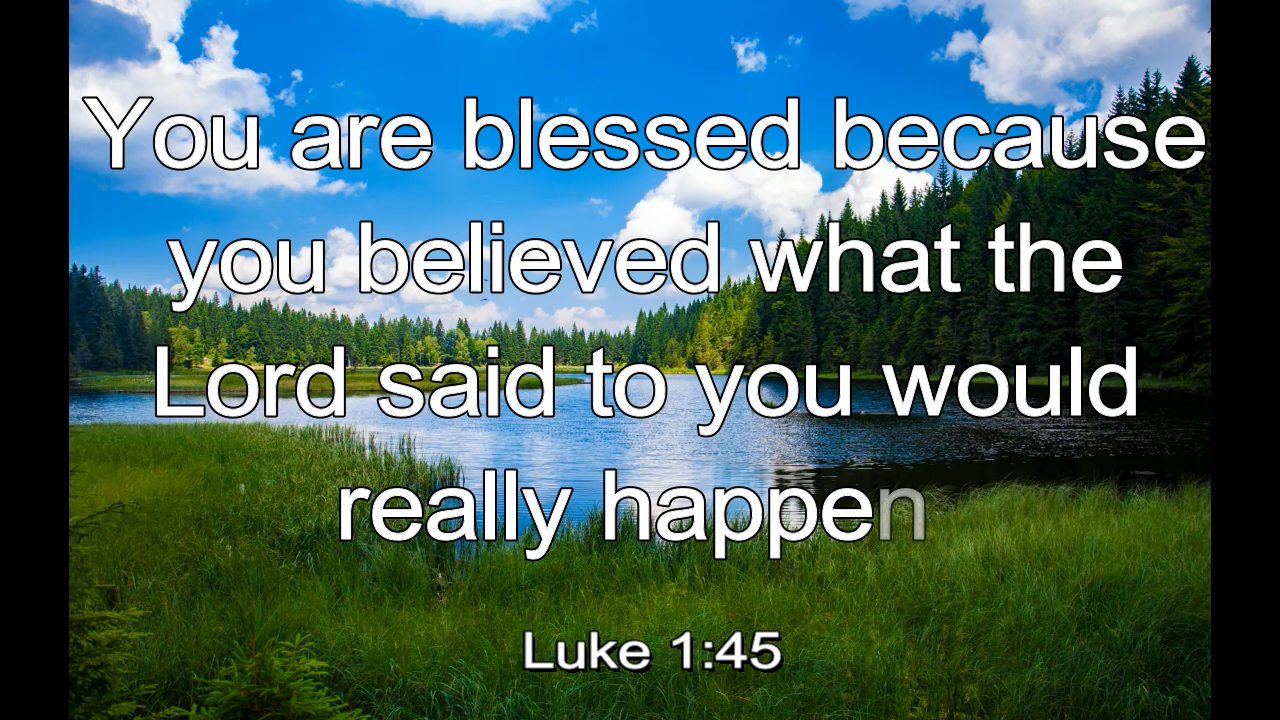 You are blessed because
you believed what the
Lord said to you would
really happen
Luke 1:45